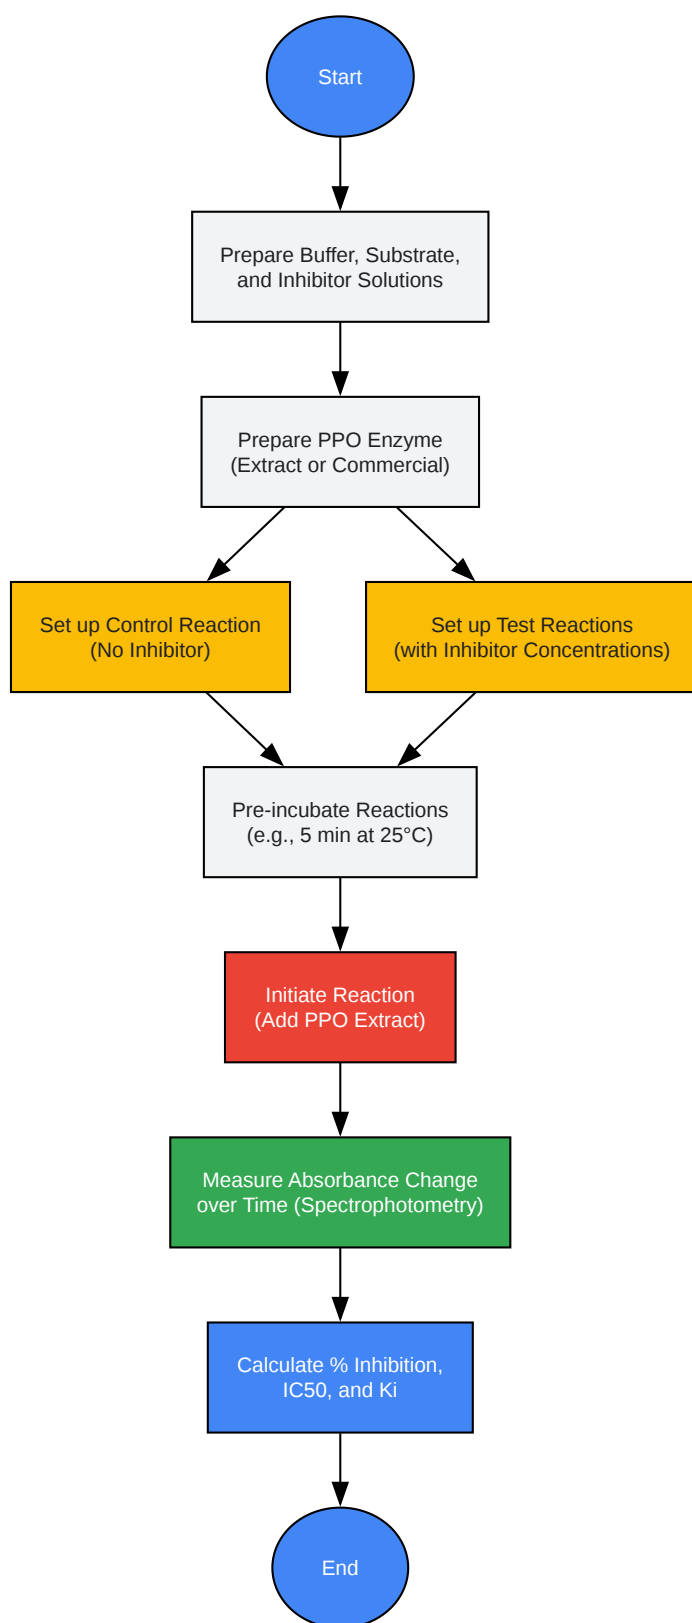 Start
Prepare Buffer, Substrate,
and Inhibitor Solutions
Prepare PPO Enzyme
(Extract or Commercial)
Set up Control Reaction
(No Inhibitor)
Set up Test Reactions
(with Inhibitor Concentrations)
Pre-incubate Reactions
(e.g., 5 min at 25°C)
Initiate Reaction
(Add PPO Extract)
Measure Absorbance Change
over Time (Spectrophotometry)
Calculate % Inhibition,
IC50, and Ki
End